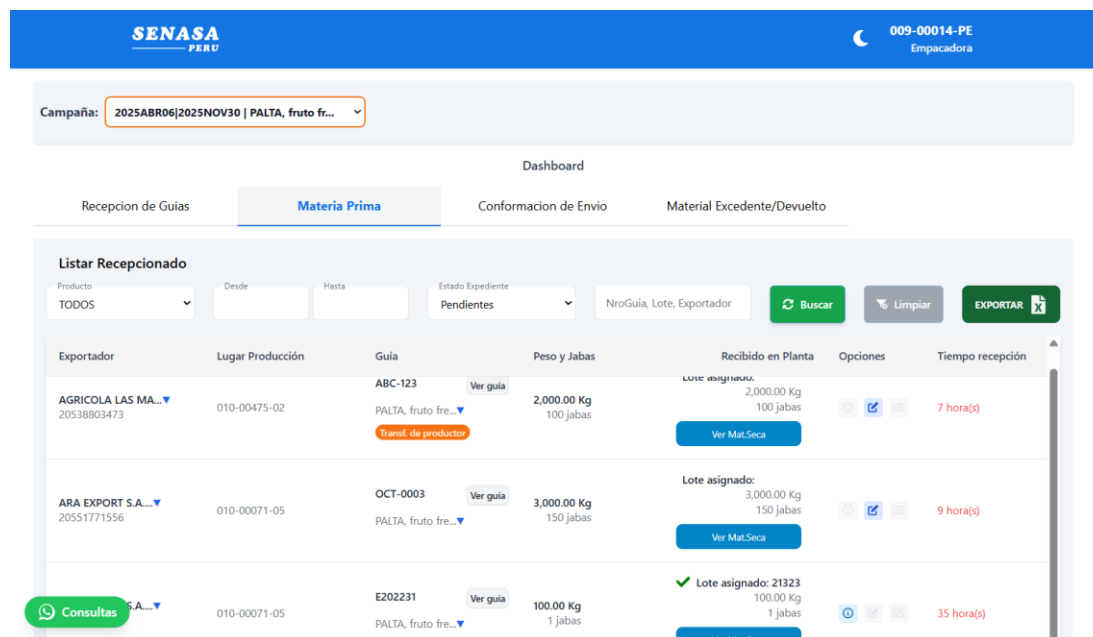 SENASA
PERU
009-00014-PE
Empacadora
Campaña: 2025ABR06|2025NOV30 | PALTA, fruto fr...
Dashboard
Recepcion de Guias Materia Prima Conformacion de Envio Material Excedente/Devuelto
Listar Recepcionado
Producto Desde Hasta Estado Expediente
TODOS Pendientes NroGuia, Lote, Exportador Buscar Limpiar EXPORTAR
Exportador Lugar Producción Guía Peso y Jabas Recibido en Planta Opciones Tiempo recepción
Lote asignado:
ABC-123 Ver guía
2,000.00 Kg
AGRICOLA LAS MA...▼ 2,000.00 Kg
010-00475-02 100 jabas 7 hora(s)
20538803473 PALTA, fruto fre...▼ 100 jabas
Transf. de productor Ver Mat.Seca
Lote asignado:
OCT-0003 Ver guía 3,000.00 Kg
ARA EXPORT S.A....▼ 3,000.00 Kg
010-00071-05 150 jabas 9 hora(s)
20551771556 PALTA, fruto fre...▼ 150 jabas
Ver Mat.Seca
Lote asignado: 21323
E202231 Ver guía 100.00 Kg
S.A....▼ 100.00 Kg
010-00071-05 1 jabas 35 hora(s)
PALTA, fruto fre...▼ 1 jabas
Consultas